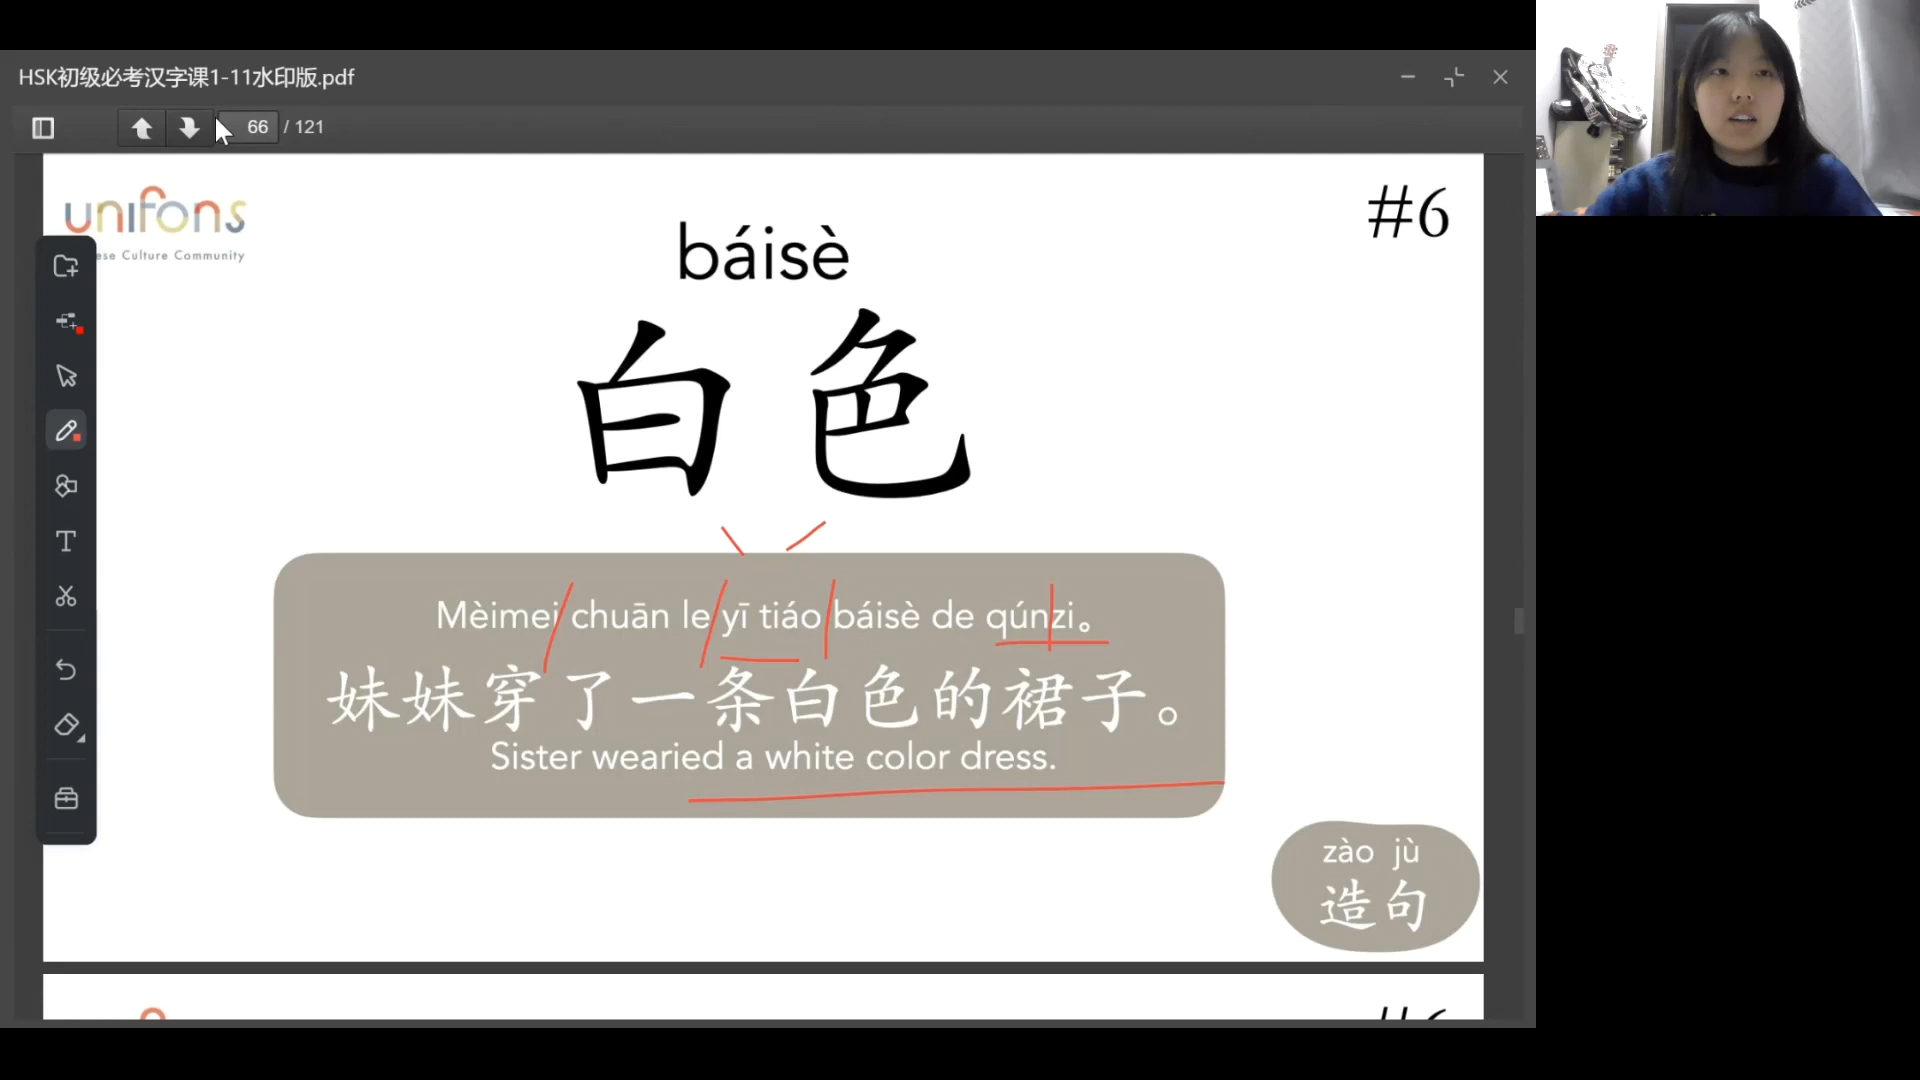 HSK初级必考汉字课1-11水印版.pdf
66 / 121
unifons
ese Culture Community
#6
báisè
白色
Mèimei chuān le yī tiáo báisè de qúnzi。
妹妹穿了一条白色的裙子。
Sister wearied a white color dress.
zào jù
造句